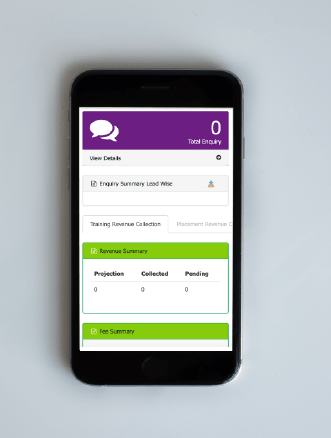 0
Total Enquiry
View Details
Enquiry Summary Lead Wise
Training Revenue Collection Placement Revenue C
Revenue Summary
Projection Collected Pending
0 0 0
Fee Summary